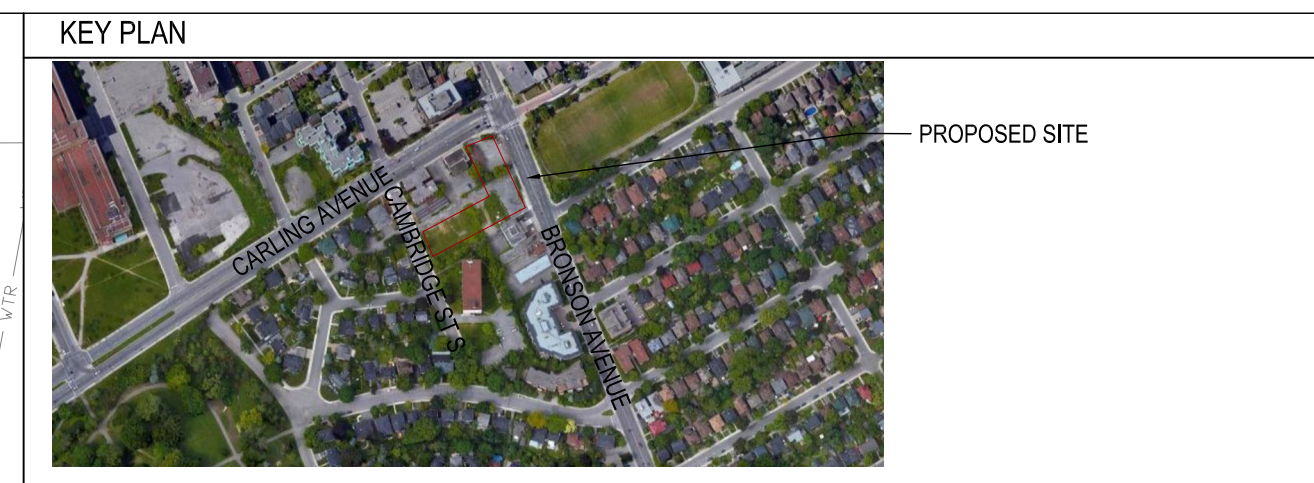 KEY PLAN
PROPOSED SITE
CARLING AVENUE
CAMBRIDGE ST S
BRONSON AVENUE
WTR